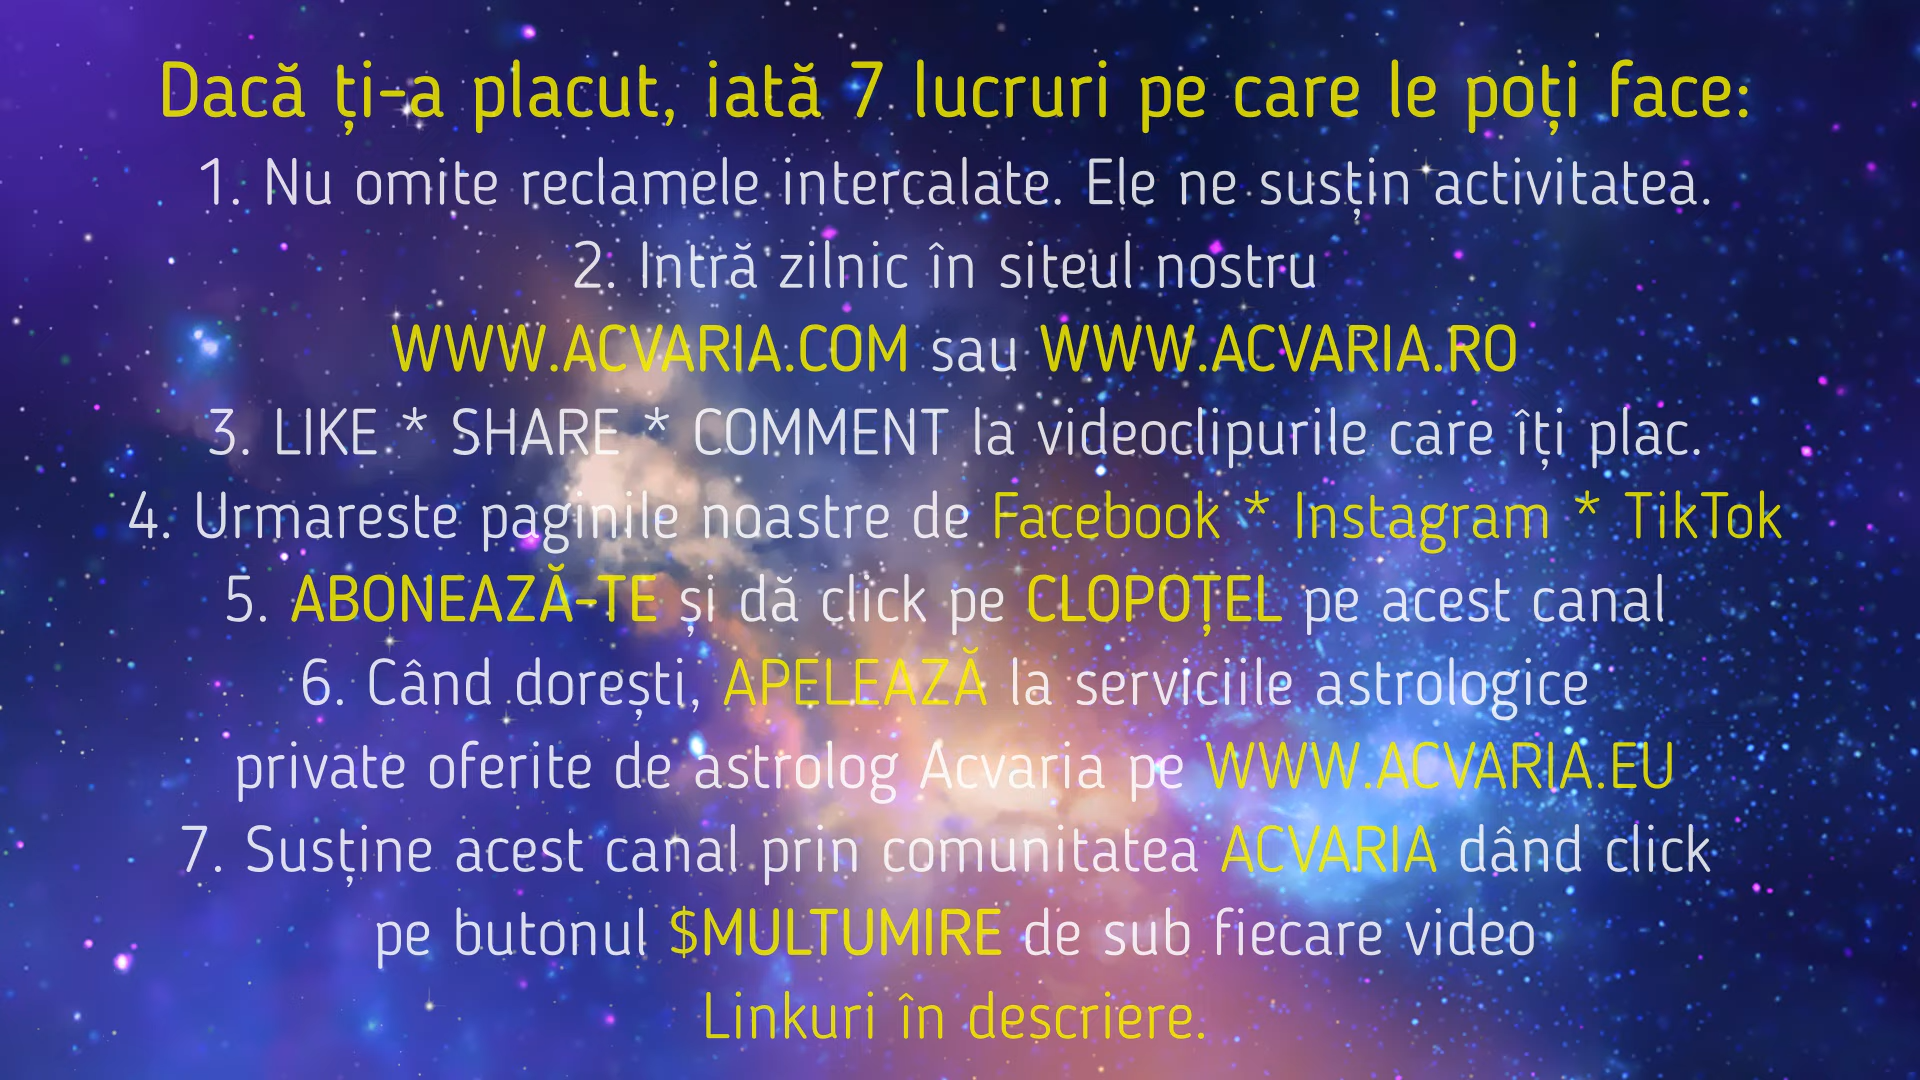 Dacă ți-a placut, iată 7 lucruri pe care le poți face:
1. Nu omite reclamele intercalate. Ele ne susțin activitatea.
2. Intră zilnic în siteul nostru
WWW.ACVARIA.COM sau WWW.ACVARIA.RO
3. LIKE * SHARE * COMMENT la videoclipurile care îți plac.
4. Urmareste paginile noastre de Facebook * Instagram * TikTok
5. ABONEAZĂ-TE și dă click pe CLOPOȚEL pe acest canal
6. Când dorești, APELEAZĂ la serviciile astrologice
private oferite de astrolog Acvaria pe WWW.ACVARIA.EU
7. Susține acest canal prin comunitatea ACVARIA dând click
pe butonul $MULTUMIRE de sub fiecare video
Linkuri în descriere.